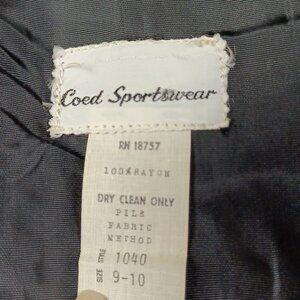 Coed Sportswear
RN 18757
100% RAYON
DRY CLEAN ONLY
PILE
FABRIC
METHOD
STYLE 1040
SIZE 9-10